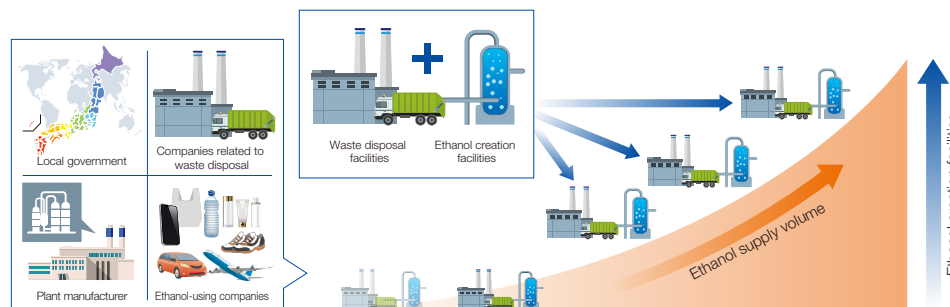 Local government
Companies related to
waste disposal
Plant manufacturer
Ethanol-using companies
Waste disposal
facilities
Ethanol creation
facilities
Ethanol supply volume